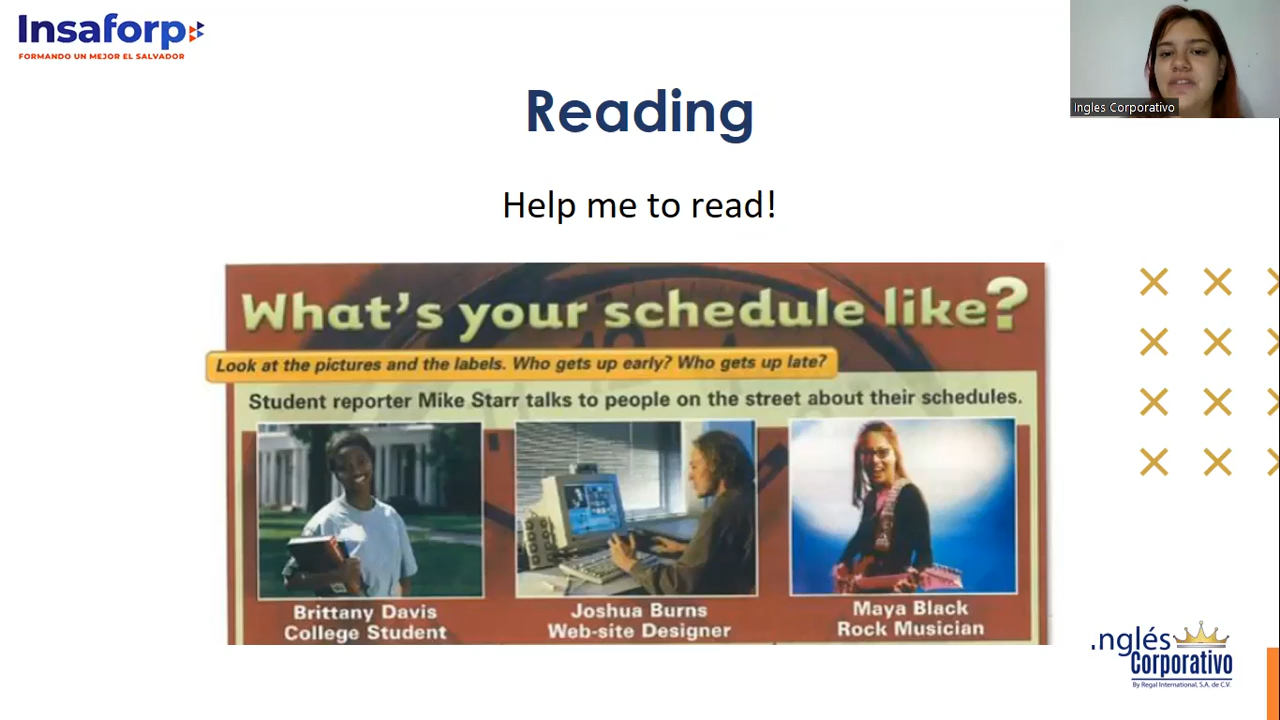 Insaforp
FORMANDO UN MEJOR EL SALVADOR
Ingles Corporativo
Reading
Help me to read!
What's your schedule like?
Look at the pictures and the labels. Who gets up early? Who gets up late?
Student reporter Mike Starr talks to people on the street about their schedules.
Brittany Davis
College Student
Joshua Burns
Web-site Designer
Maya Black
Rock Musician
.nglés
Corporativo
By Regal International, S.A. de C.V.